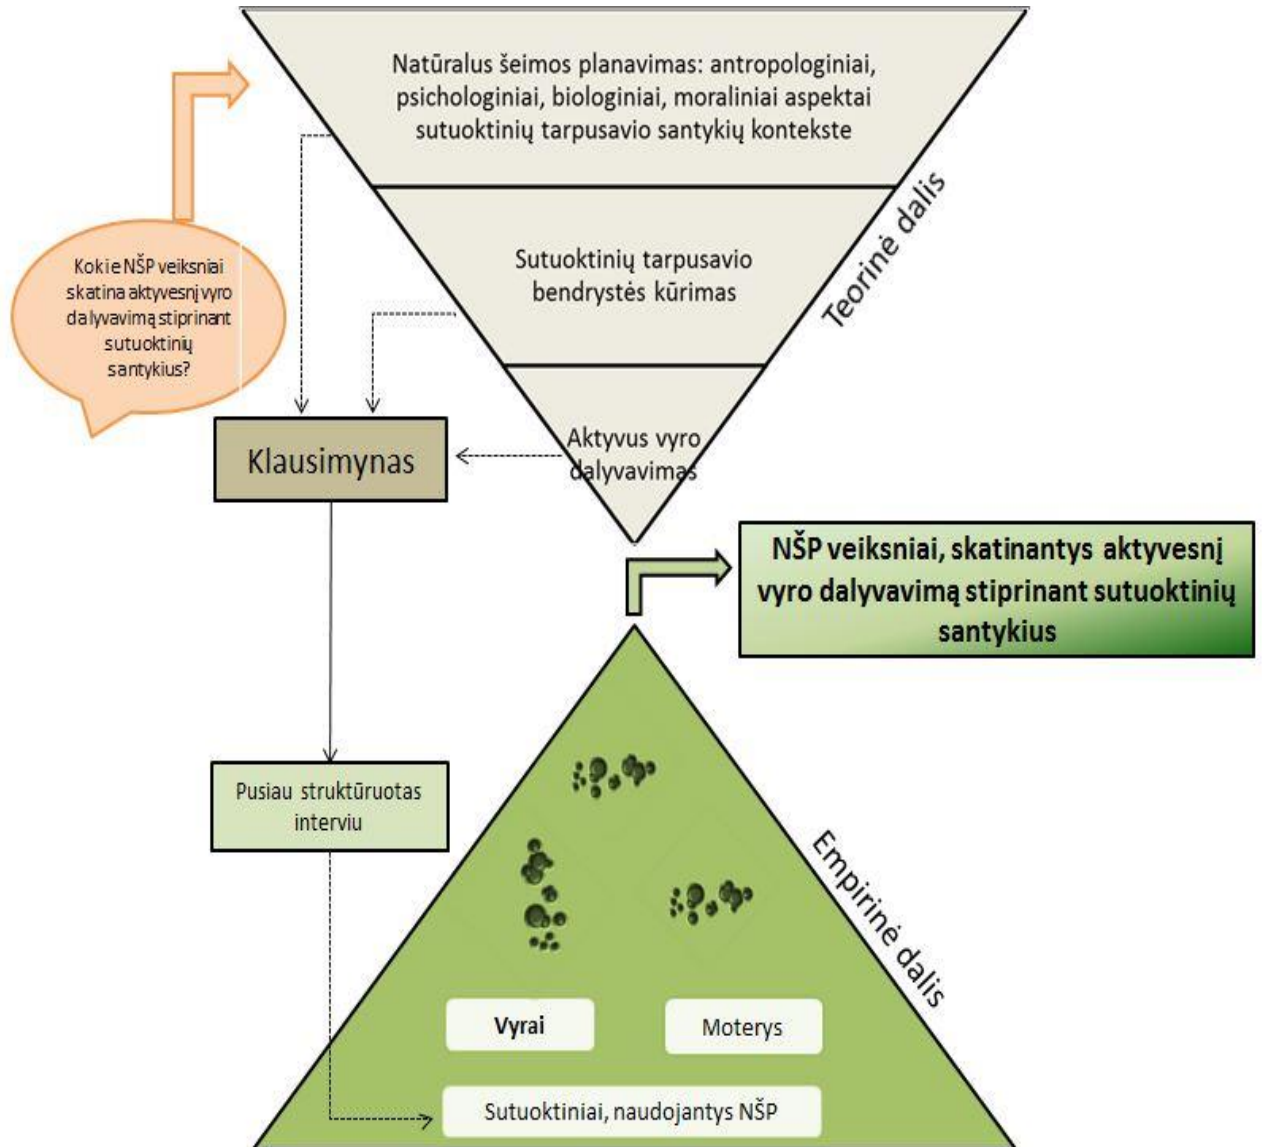 Natūralus šeimos planavimas: antropologiniai,
psichologiniai, biologiniai, moraliniai aspektai
sutuoktinių tarpusavio santykių kontekste
Teorinė dalis
Sutuoktinių tarpusavio
bendrystės kūrimas
Kokie NŠP veiksniai
skatina aktyvesnį vyro
dalyvavimą stiprinant
sutuoktinių
santykius?
Aktyvus vyro
dalyvavimas
Klausimynas
NŠP veiksniai, skatinantys aktyvesnį
vyro dalyvavimą stiprinant sutuoktinių
santykius
Pusiau struktūruotas
interviu
Empirinė dalis
Vyrai
Moterys
Sutuoktiniai, naudojantys NŠP